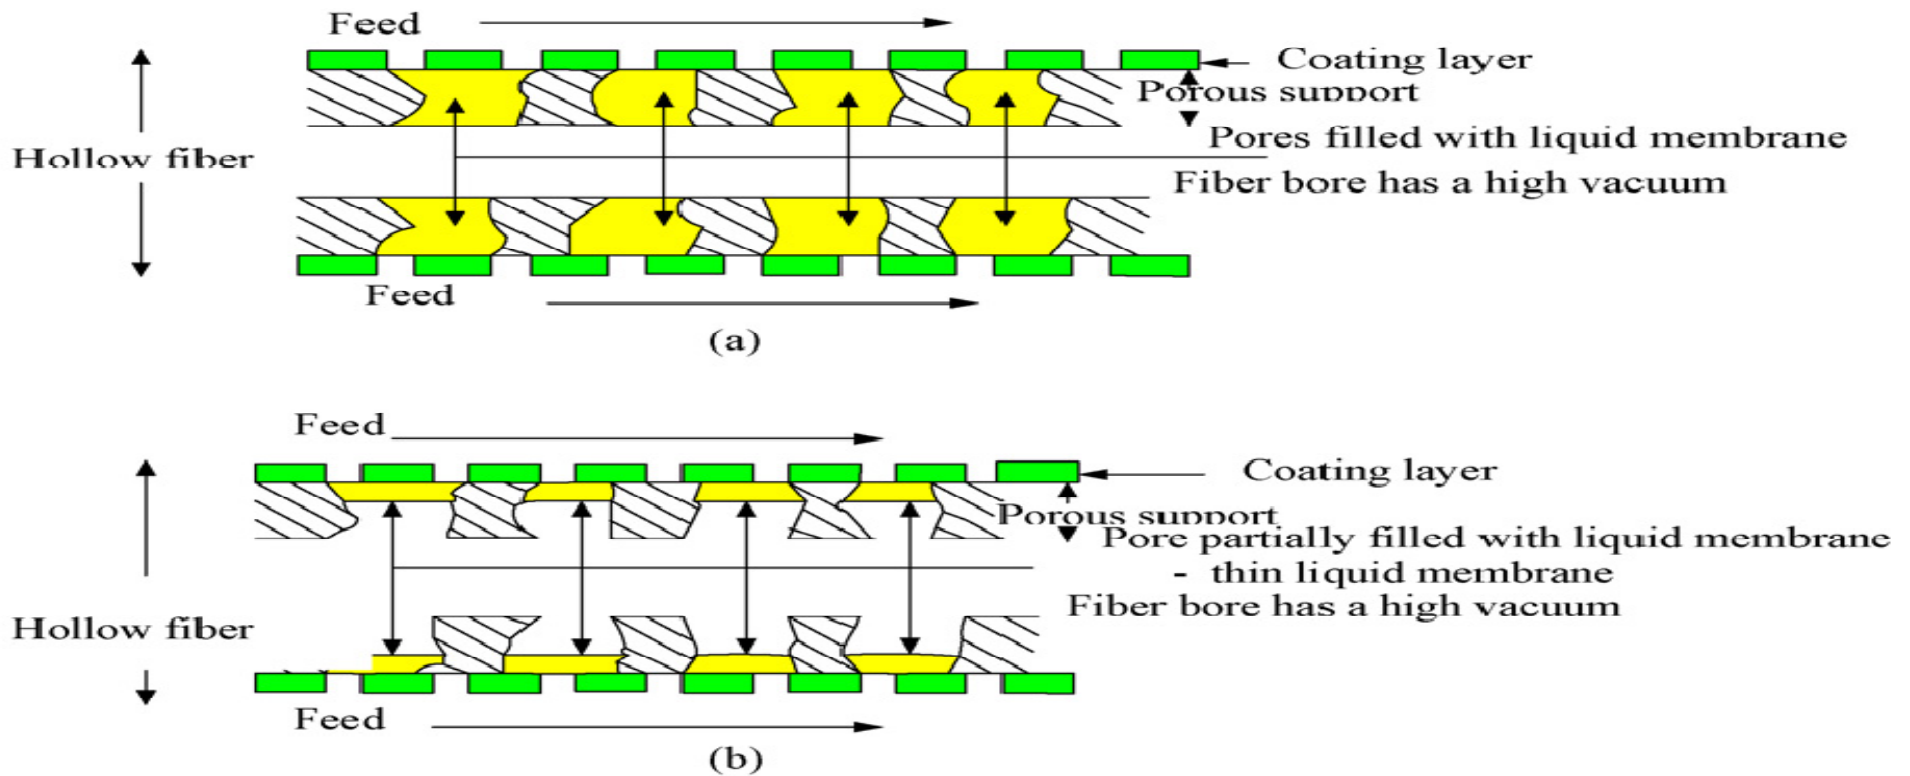 Feed
Coating layer
Porous support
Pores filled with liquid membrane
Hollow fiber
Fiber bore has a high vacuum
Feed
(a)
Feed
Coating layer
Porous support
Pore partially filled with liquid membrane
- thin liquid membrane
Fiber bore has a high vacuum
Hollow fiber
Feed
(b)